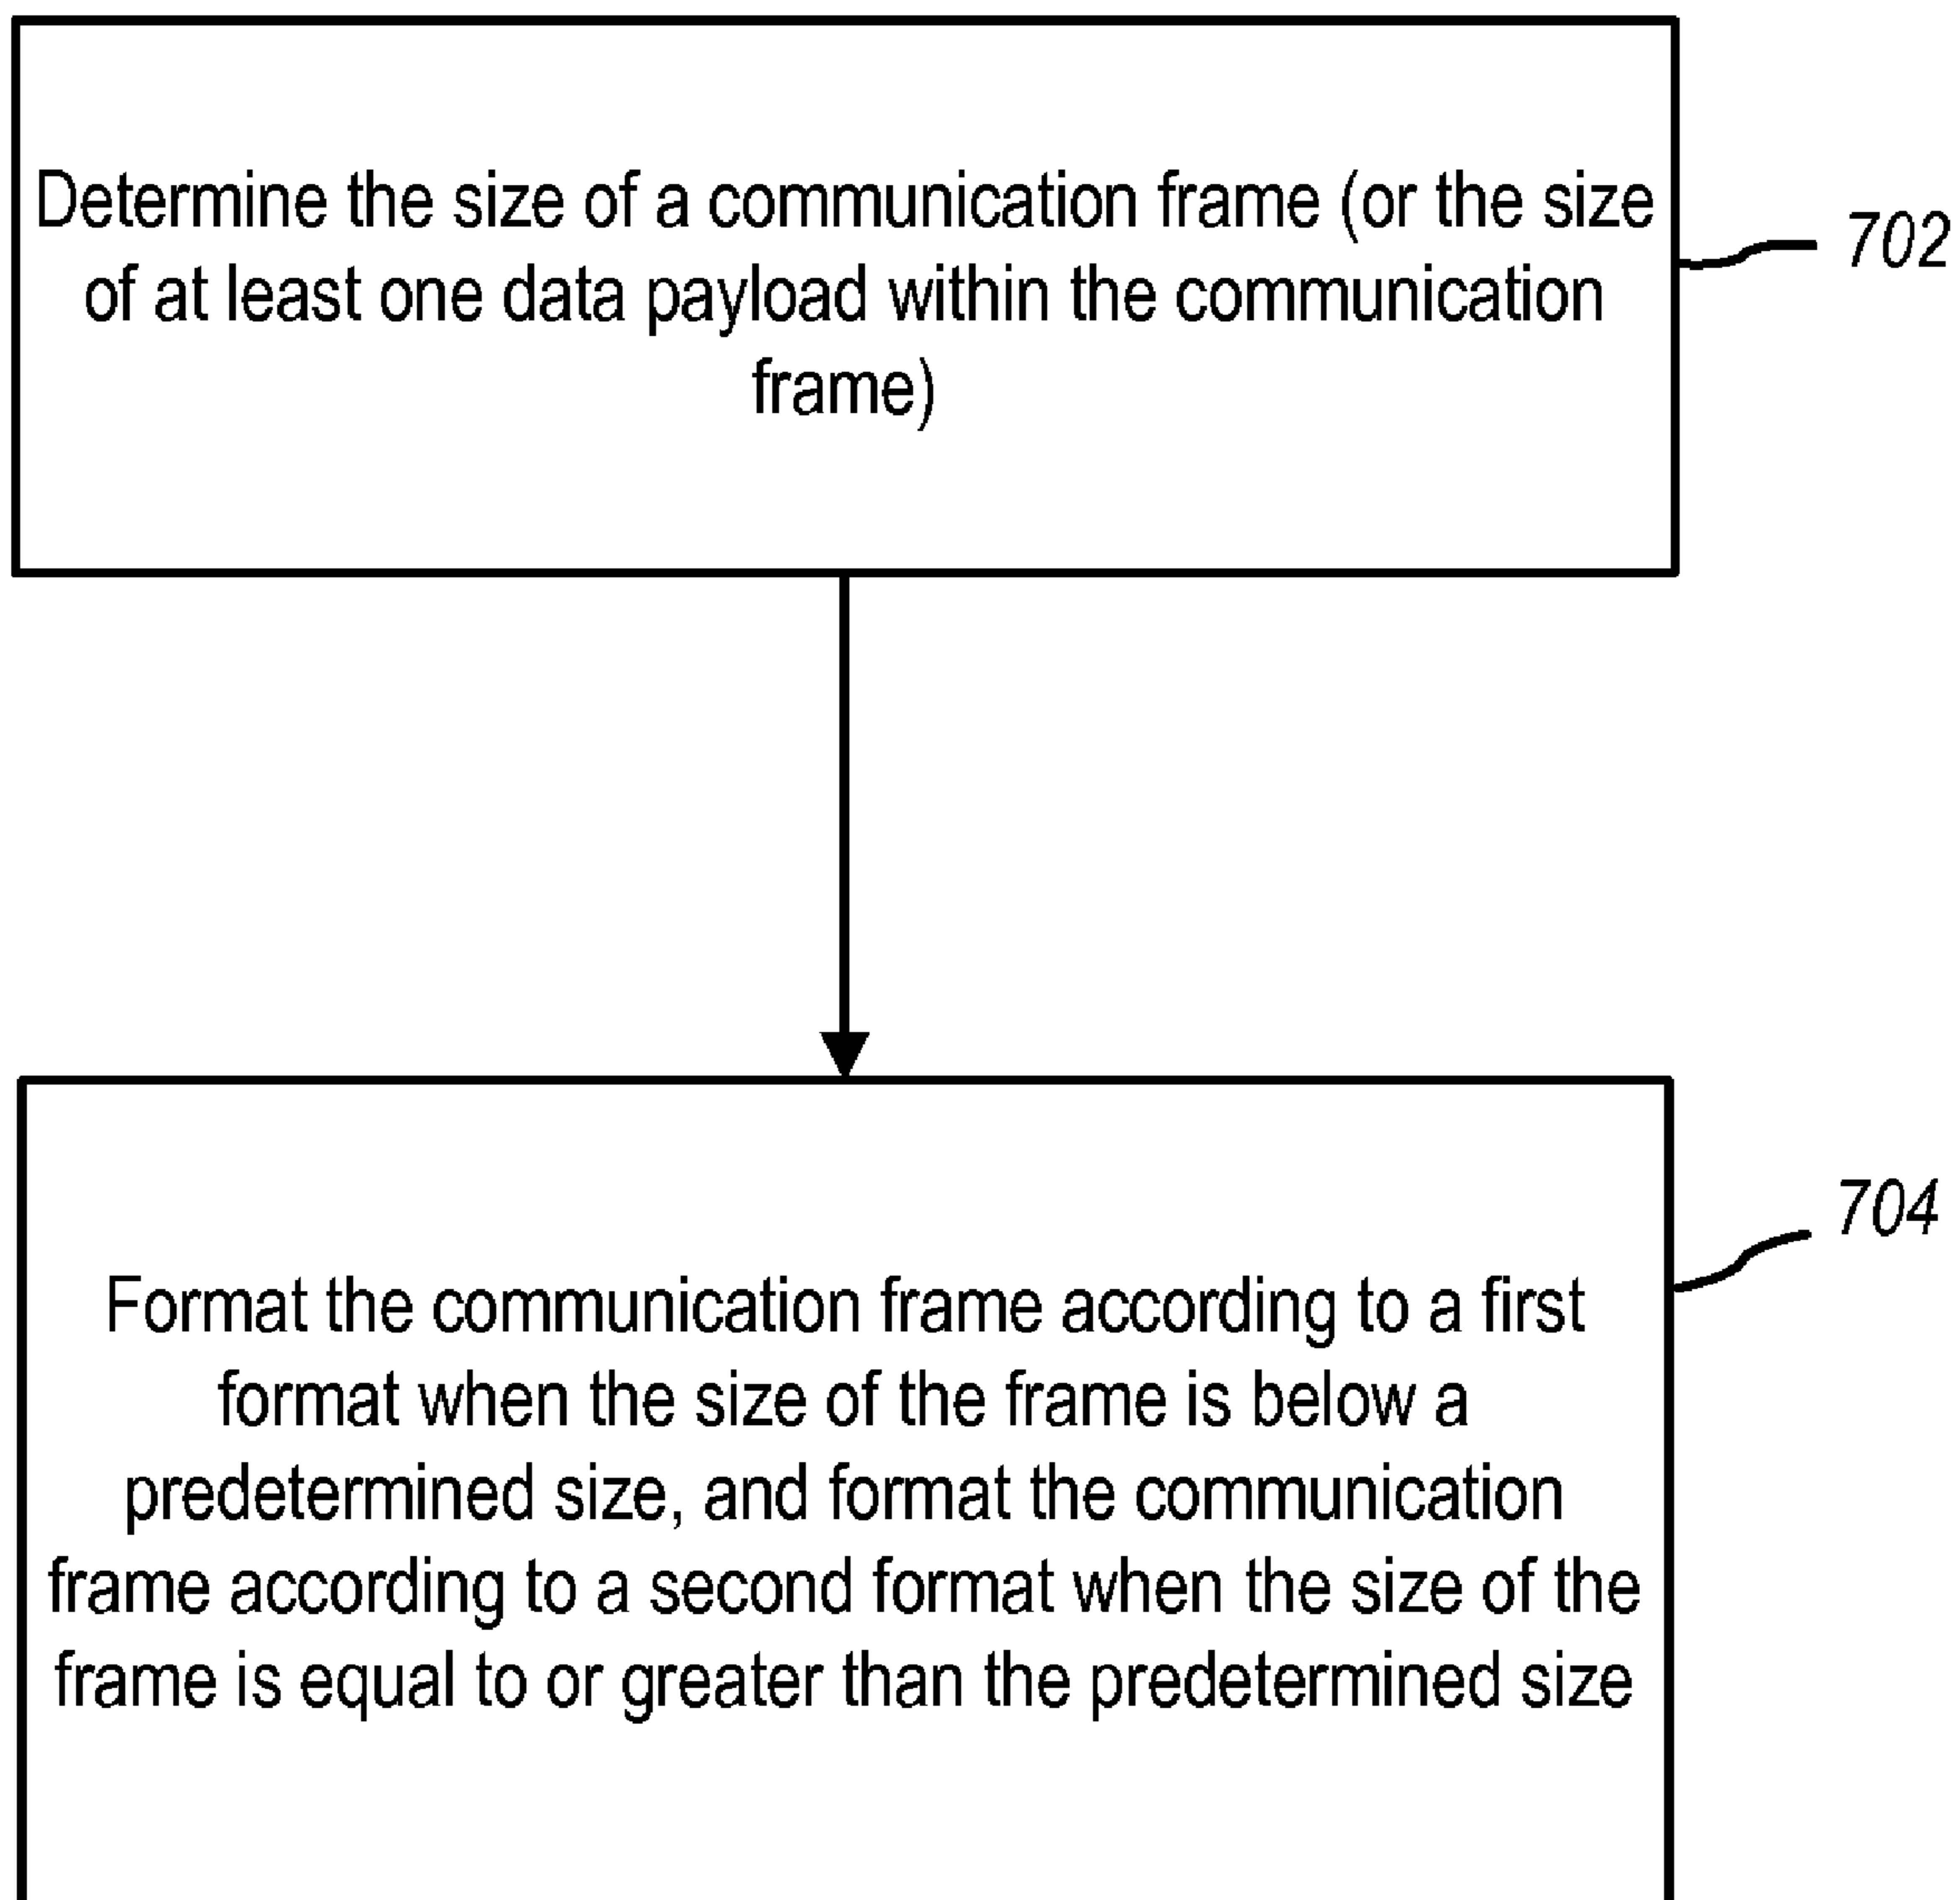 Determine the size of a communication frame (or the size
of at least one data payload within the communication
frame)
702
704
Format the communication frame according to a first
format when the size of the frame is below a
predetermined size, and format the communication
frame according to a second format when the size of the
frame is equal to or greater than the predetermined size